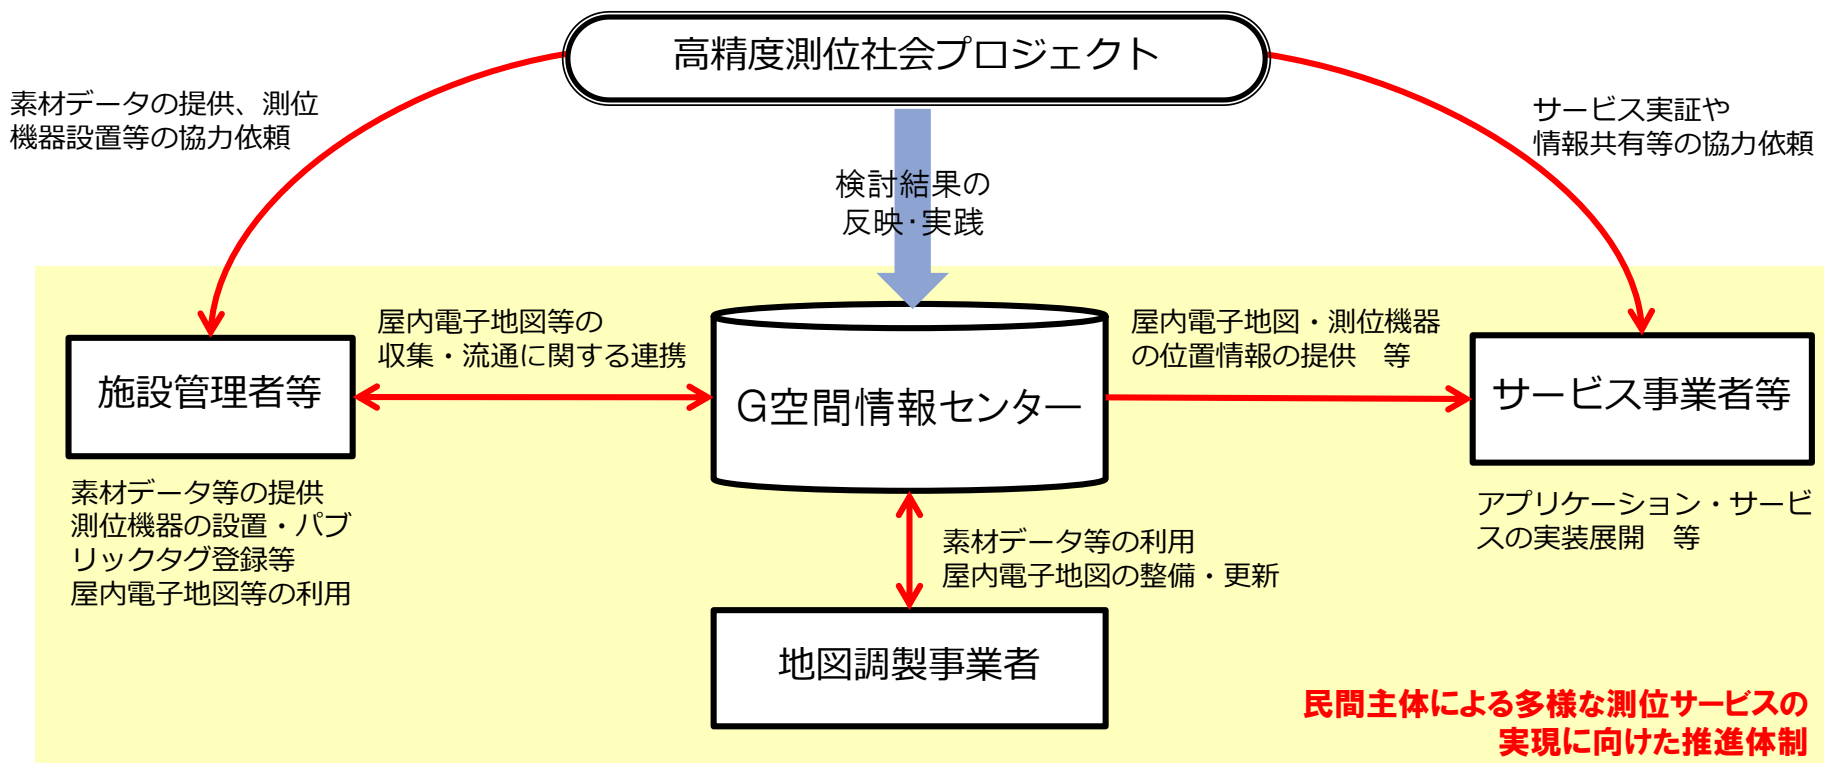 高精度測位社会プロジェクト
素材データの提供、測位
機器設置等の協力依頼
サービス実証や
情報共有等の協力依頼
検討結果の
反映・実践
屋内電子地図等の
収集・流通に関する連携
屋内電子地図・測位機器
の位置情報の提供　等
施設管理者等
G空間情報センター
サービス事業者等
素材データ等の提供
測位機器の設置・パブ
リックタグ登録等
屋内電子地図等の利用
アプリケーション・サービ
スの実装展開　等
素材データ等の利用
屋内電子地図の整備・更新
地図調製事業者
民間主体による多様な測位サービスの
実現に向けた推進体制